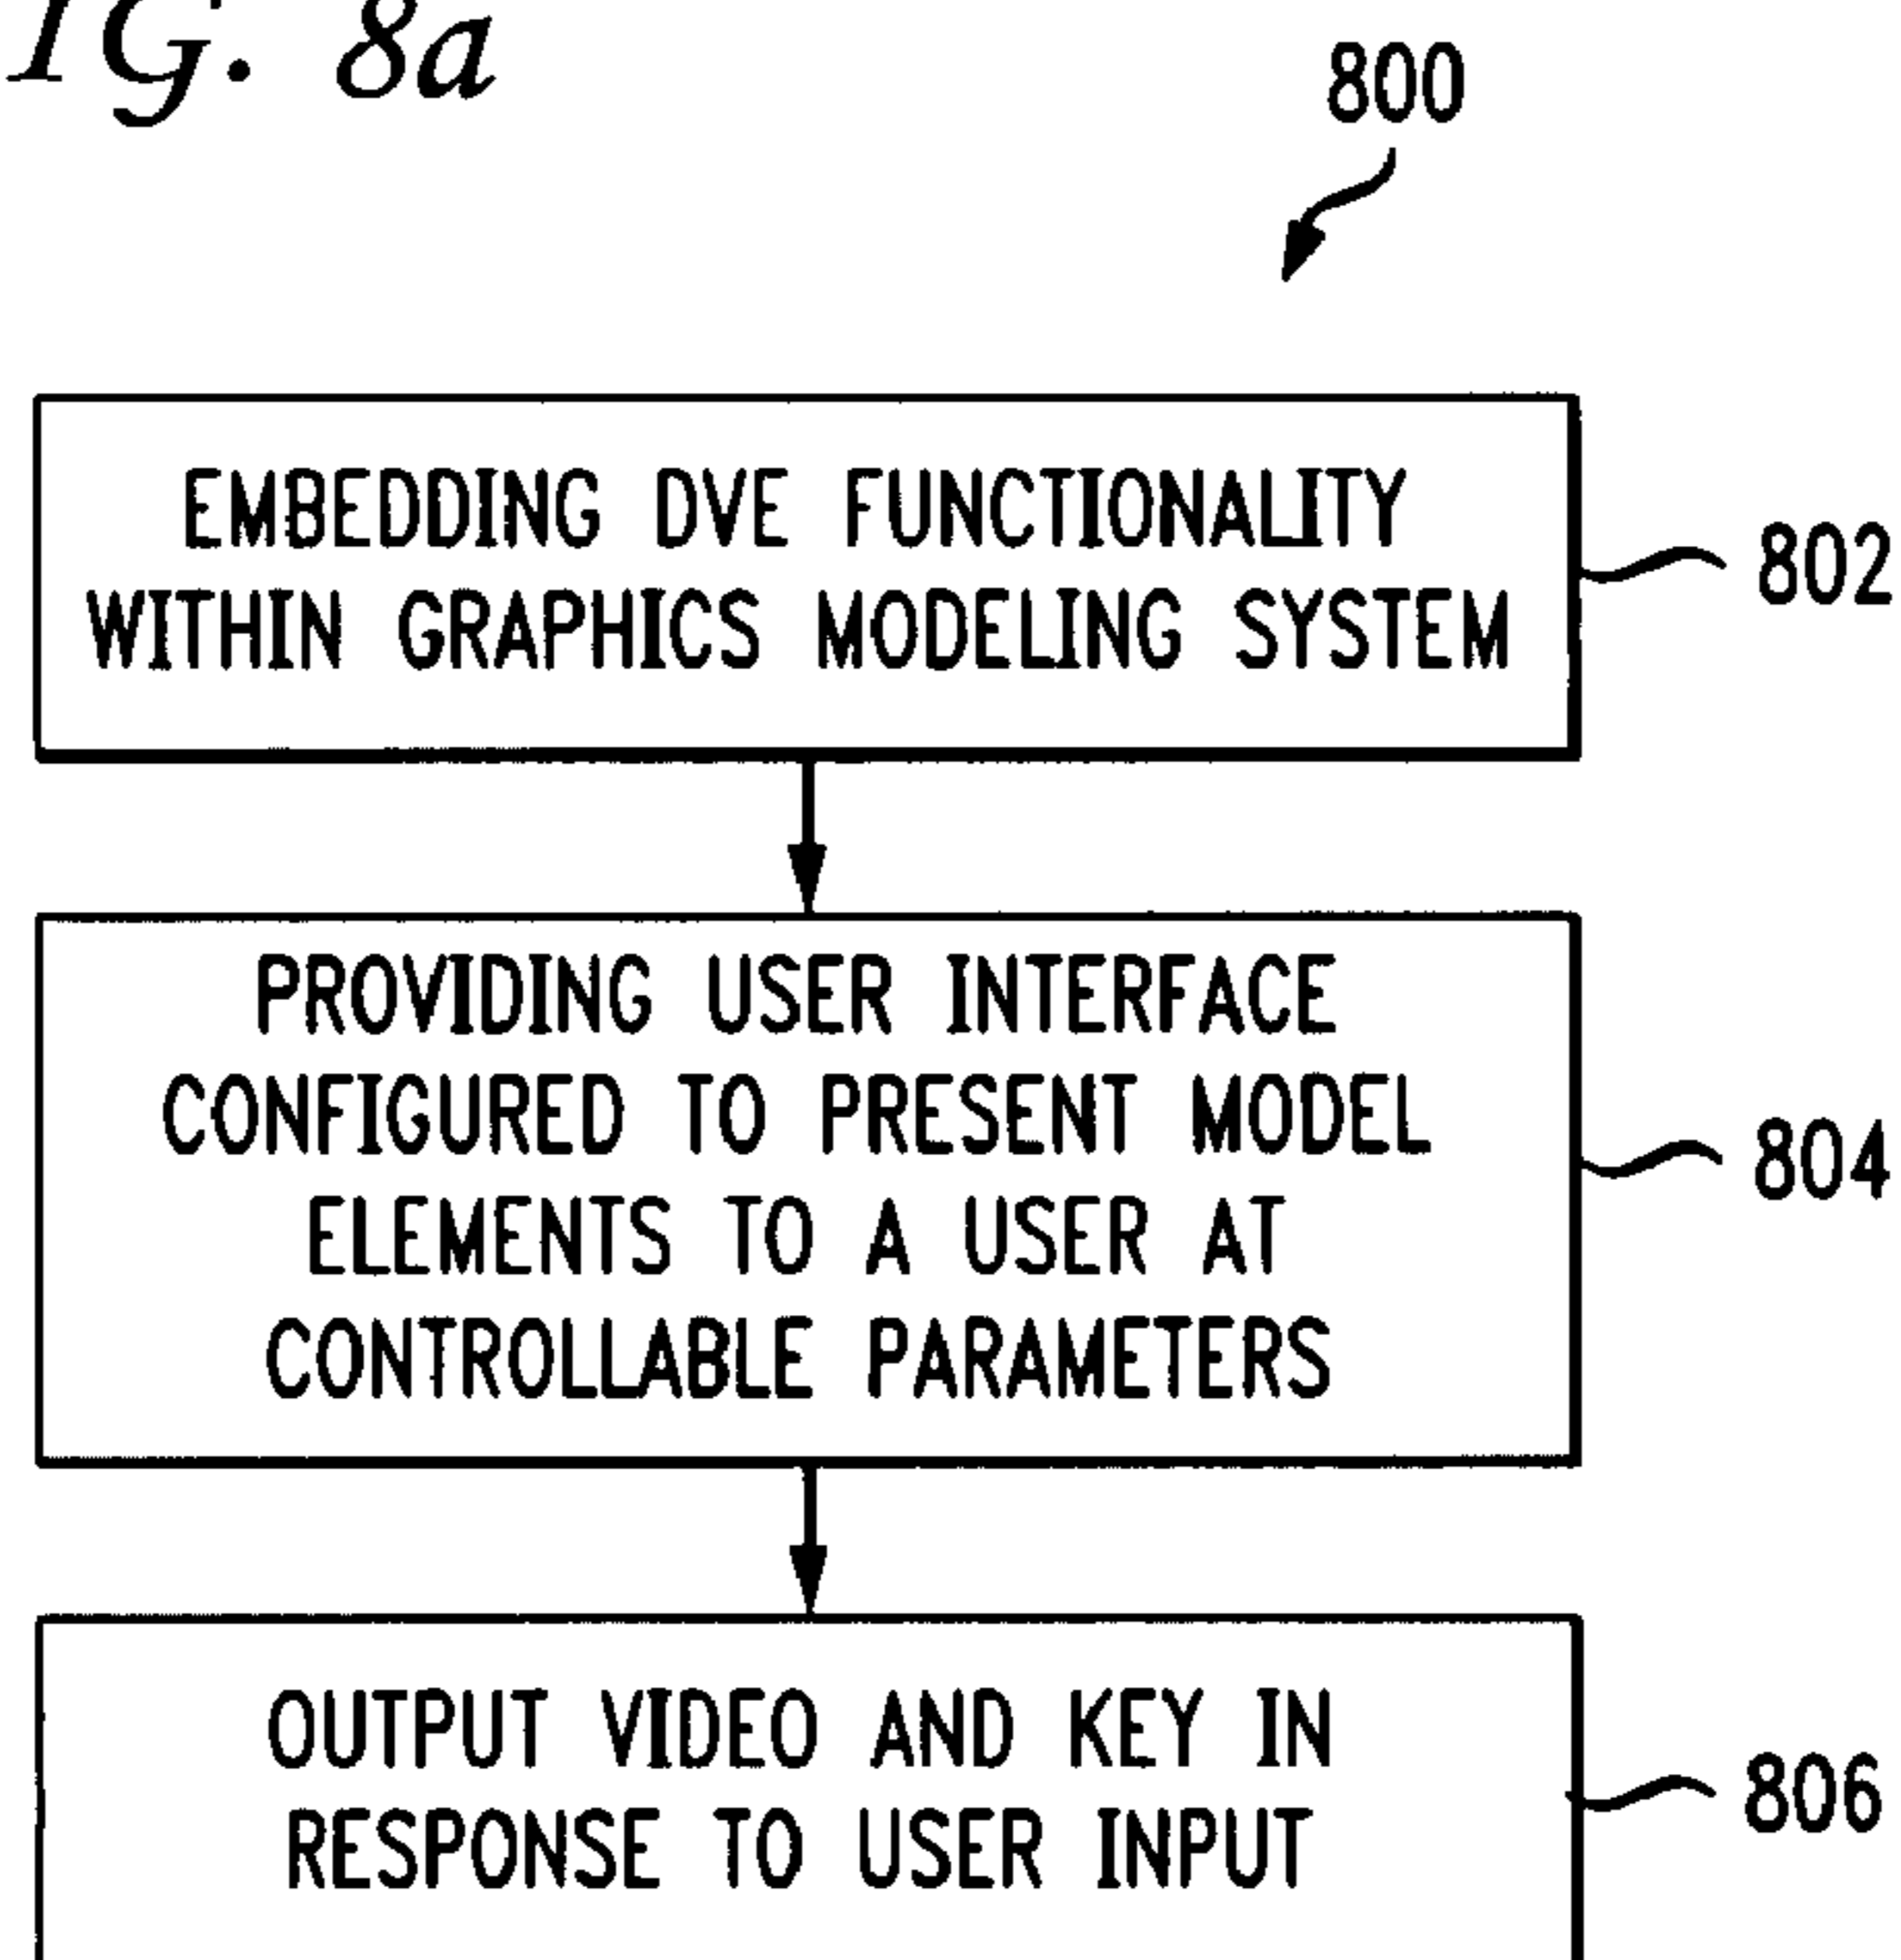 IG. 8a
800
EMBEDDING DVE FUNCTIONALITY
WITHIN GRAPHICS MODELING SYSTEM
802
PROVIDING USER INTERFACE
CONFIGURED TO PRESENT MODEL
ELEMENTS TO A USER AT
CONTROLLABLE PARAMETERS
804
OUTPUT VIDEO AND KEY IN
RESPONSE TO USER INPUT
806